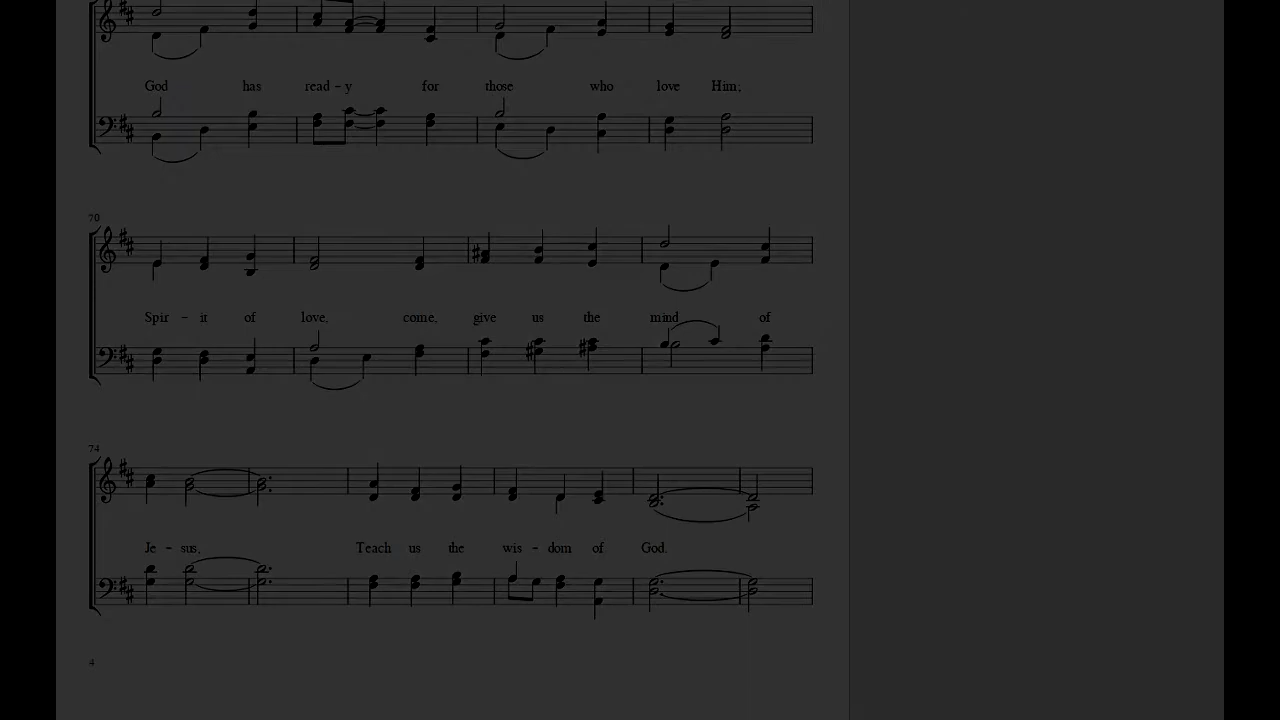 God has read - y for those who love Him;
70
Spir - it of love, come, give us the mind of
74
Je - sus, Teach us the wis - dom of God.
4